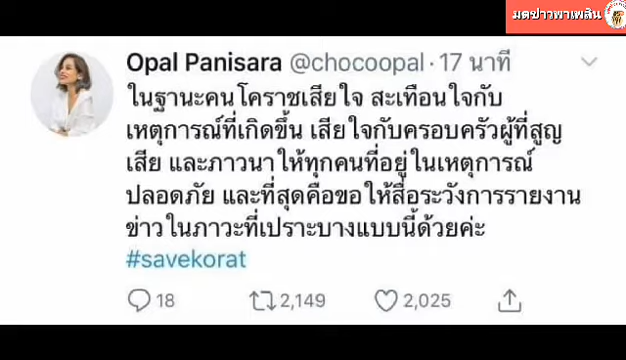 มดข่าวพาเพลิน
Opal Panisara @chocoopal · 17 นาที
ในฐานะคนโคราชเสียใจ สะเทือนใจกับ
เหตุการณ์ที่เกิดขึ้น เสียใจกับครอบครัวผู้ที่สูญ
เสีย และภาวนาให้ทุกคนที่อยู่ในเหตุการณ์
ปลอดภัย และที่สุดคือขอให้สื่อระวังการรายงาน
ข่าวในภาวะที่เปราะบางแบบนี้ด้วยค่ะ
#savekorat
18 2,149 2,025